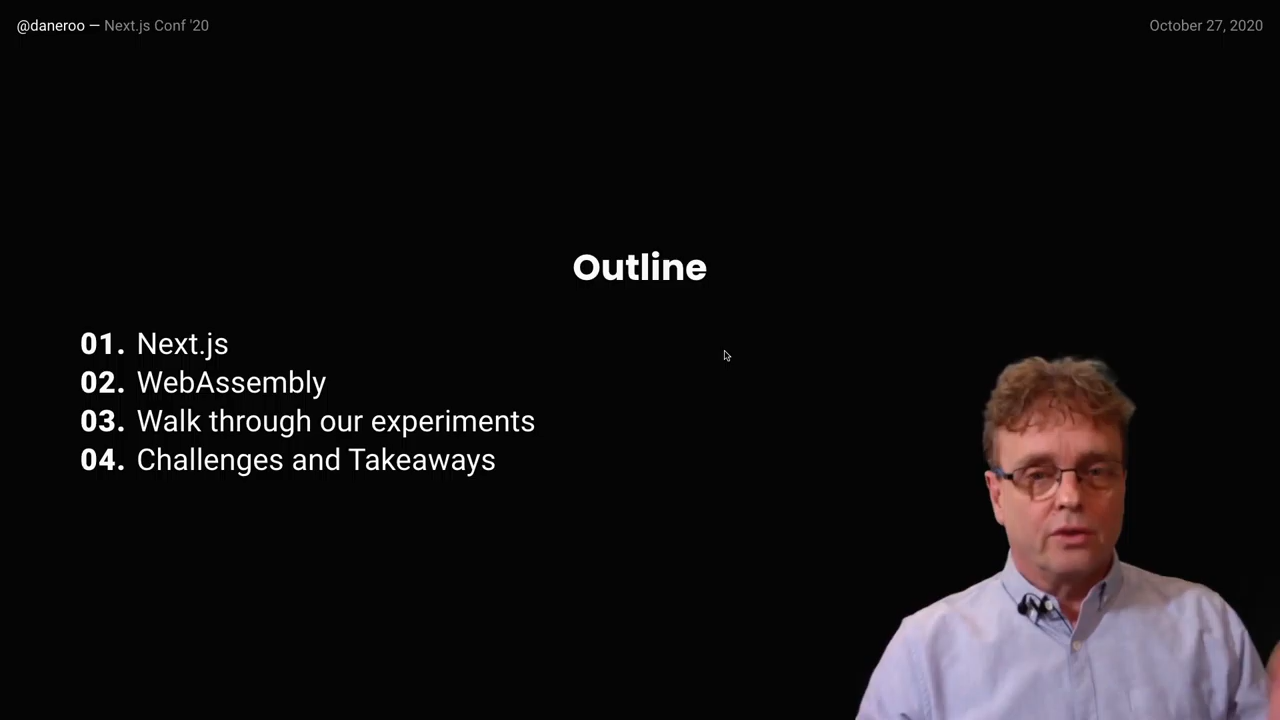 @daneroo — Next.js Conf '20
October 27, 2020
Outline
01. Next.js
02. WebAssembly
03. Walk through our experiments
04. Challenges and Takeaways